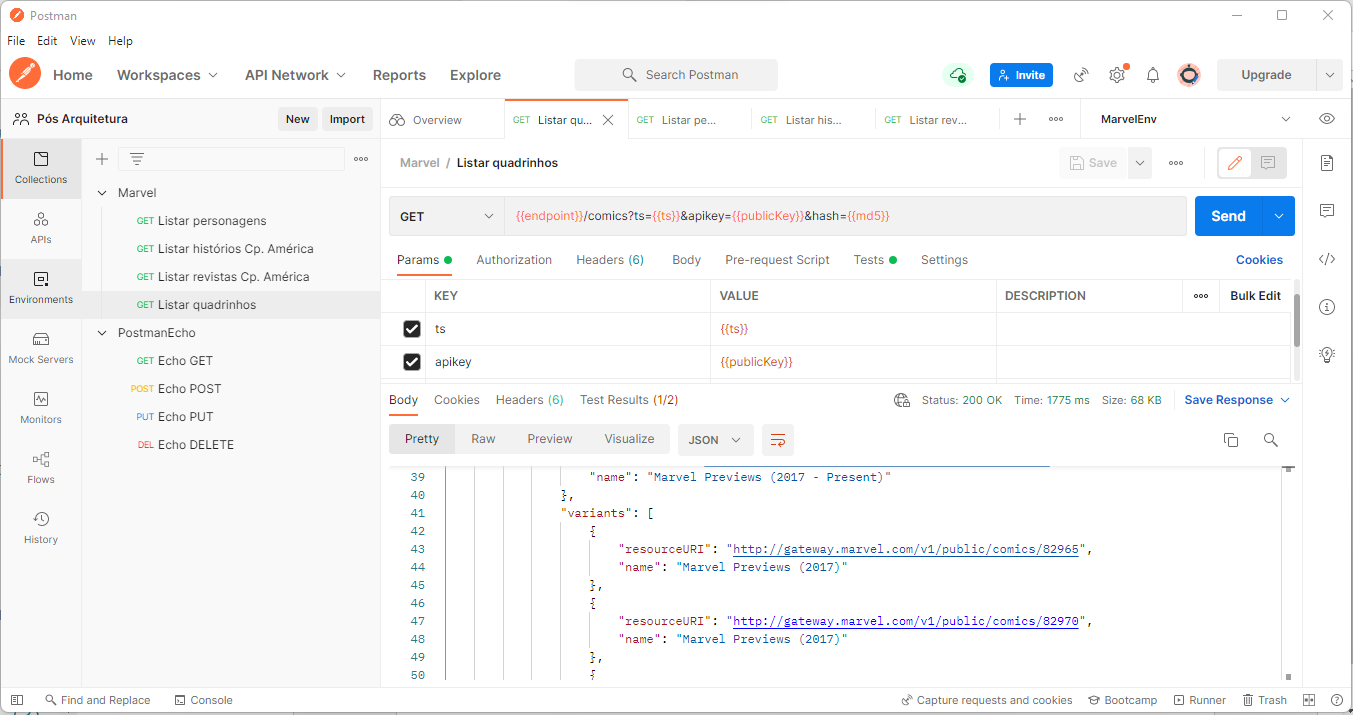 Postman
File Edit View Help
Home Workspaces API Network Reports Explore Search Postman Invite Upgrade
Pós Arquitetura New Import
Overview GET Listar qu... GET Listar pe... GET Listar his... GET Listar rev... MarvelEnv
Collections
APIs
Environments
Mock Servers
Monitors
Flows
History
Marvel
GET Listar personagens
GET Listar histórios Cp. América
GET Listar revistas Cp. América
GET Listar quadrinhos
PostmanEcho
GET Echo GET
POST Echo POST
PUT Echo PUT
DEL Echo DELETE
Marvel / Listar quadrinhos Save
GET {{endpoint}}/comics?ts={{ts}}&apikey={{publicKey}}&hash={{md5}} Send
Params Authorization Headers (6) Body Pre-request Script Tests Settings Cookies
KEY VALUE DESCRIPTION Bulk Edit
ts {{ts}}
apikey {{publicKey}}
Body Cookies Headers (6) Test Results (1/2) Status: 200 OK Time: 1775 ms Size: 68 KB Save Response
Pretty Raw Preview Visualize JSON
39 "name": "Marvel Previews (2017 - Present)"
40 },
41 "variants": [
42 {
43 "resourceURI": "http://gateway.marvel.com/v1/public/comics/82965",
44 "name": "Marvel Previews (2017)"
45 },
46 {
47 "resourceURI": "http://gateway.marvel.com/v1/public/comics/82970",
48 "name": "Marvel Previews (2017)"
49 },
50 {
Find and Replace Console Capture requests and cookies Bootcamp Runner Trash